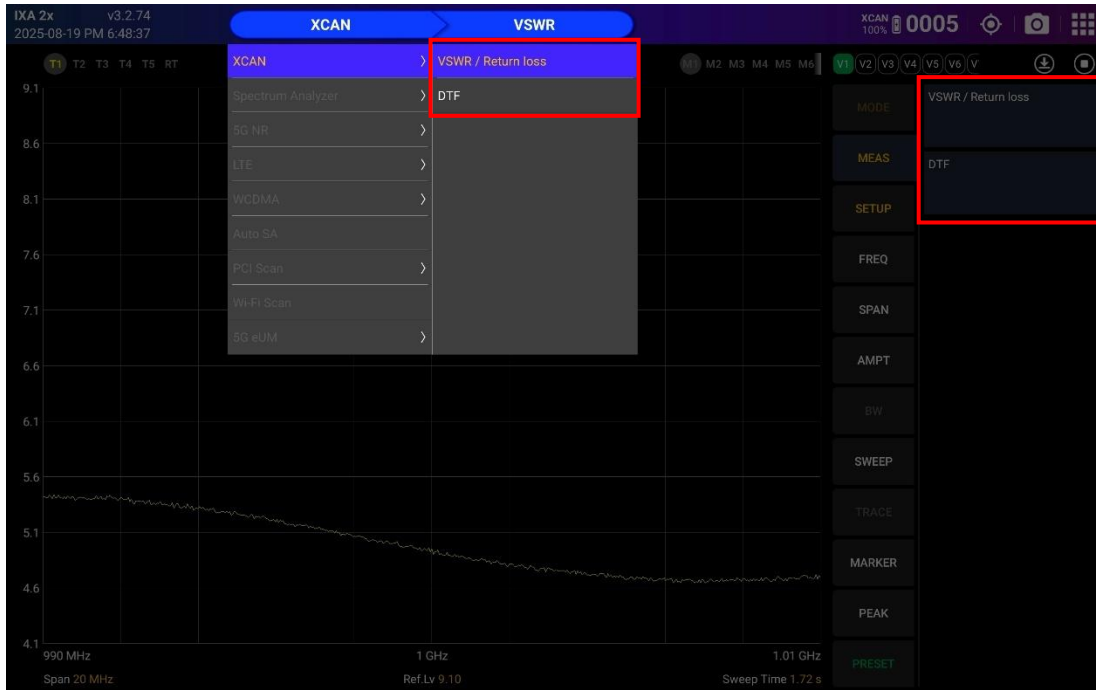 IXA 2x v3.2.74
2025-08-19 PM 6:48:37
XCAN VSWR
XCAN 100% 0005
T1 T2 T3 T4 T5 RT
M1 M2 M3 M4 M5 M6
V1 V2 V3 V4 V5 V6 V
XCAN
Spectrum Analyzer
5G NR
LTE
WCDMA
Auto SA
PCI Scan
Wi-Fi Scan
5G eUM
VSWR / Return loss
DTF
9.1
8.6
8.1
7.6
7.1
6.6
6.1
5.6
5.1
4.6
4.1
990 MHz 1 GHz 1.01 GHz
Span 20 MHz Ref.Lv 9.10 Sweep Time 1.72 s
MODE
MEAS
SETUP
FREQ
SPAN
AMPT
BW
SWEEP
TRACE
MARKER
PEAK
PRESET
VSWR / Return loss
DTF